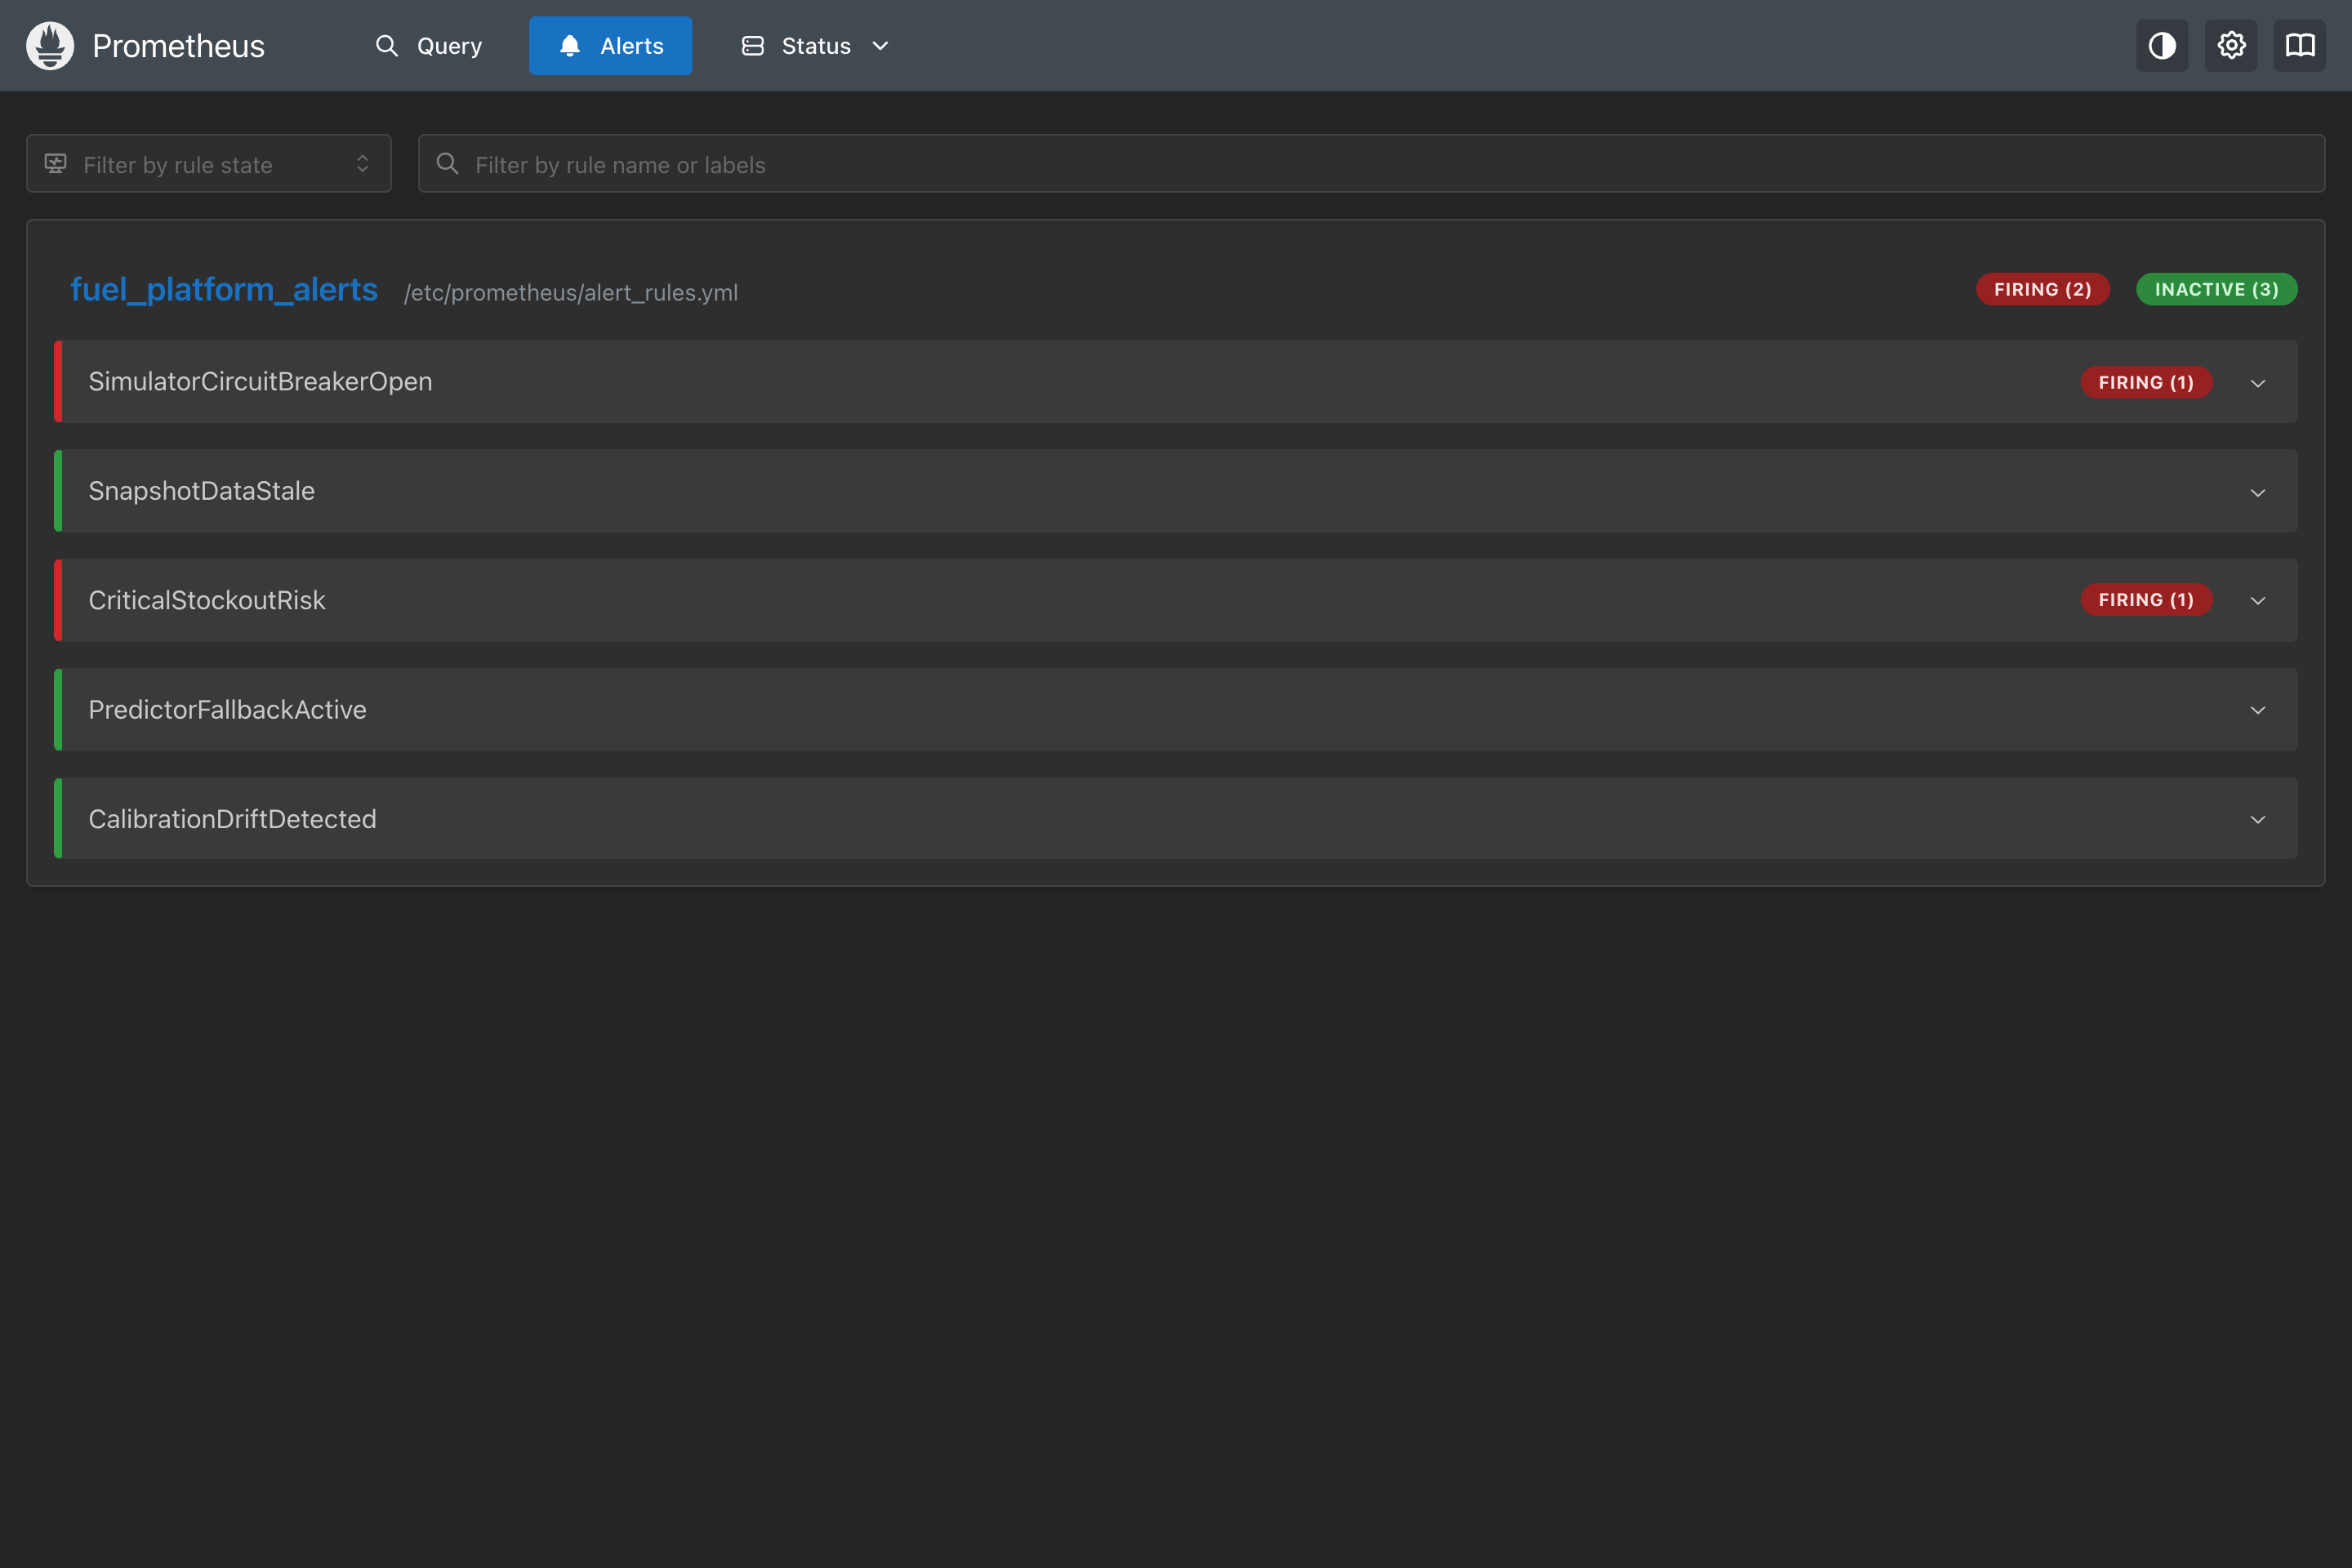 Prometheus Query Alerts Status
Filter by rule state Filter by rule name or labels
fuel_platform_alerts /etc/prometheus/alert_rules.yml FIRING (2) INACTIVE (3)
SimulatorCircuitBreakerOpen FIRING (1)
SnapshotDataStale
CriticalStockoutRisk FIRING (1)
PredictorFallbackActive
CalibrationDriftDetected